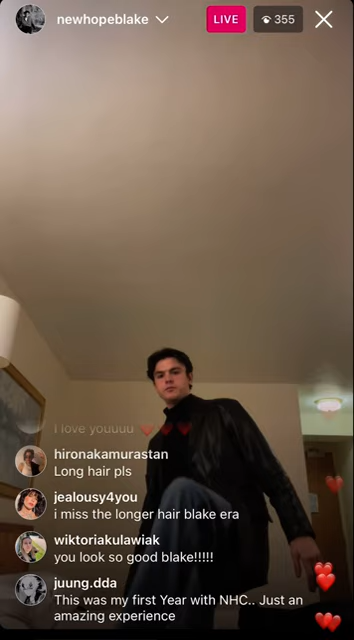 newhopeblake
LIVE
355
I love youuuu ❤️❤️❤️
hironakamurastan
Long hair pls
jealousy4you
i miss the longer hair blake era
wiktoriakulawiak
you look so good blake!!!!!
juung.dda
This was my first Year with NHC.. Just an
amazing experience